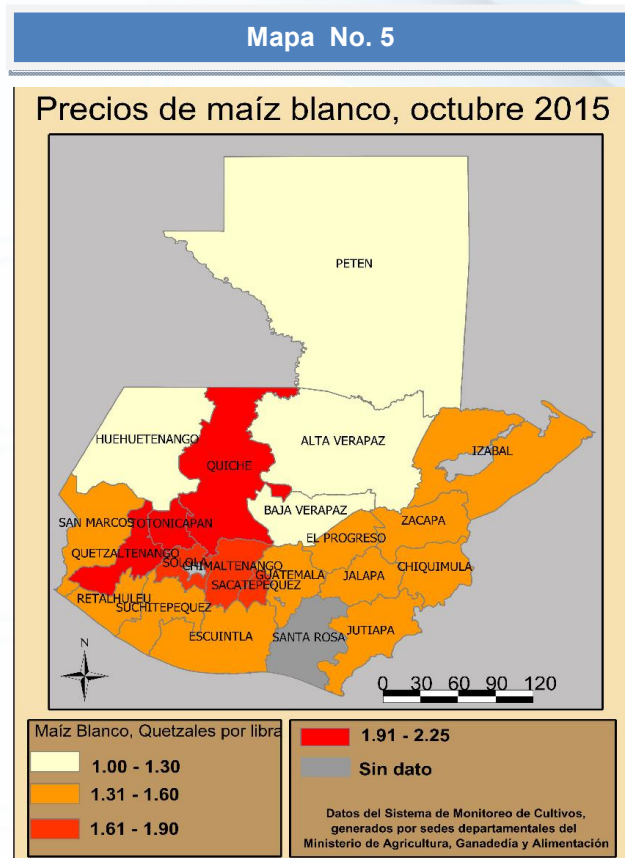 Mapa No. 5
Precios de maíz blanco, octubre 2015
PETEN
HUEHUETENANGO
ALTA VERAPAZ
IZABAL
QUICHE
BAJA VERAPAZ
SAN MARCOS
TOTONICAPAN
ZACAPA
EL PROGRESO
QUETZALTENANGO
SOLOLA
CHIMALTENANGO
GUATEMALA
CHIQUIMULA
SACATEPEQUEZ
JALAPA
RETALHULEU
SUCHITEPEQUEZ
ESCUINTLA
SANTA ROSA
JUTIAPA
N
0 30 60 90 120
Maíz Blanco, Quetzales por libra
1.00 - 1.30
1.31 - 1.60
1.61 - 1.90
1.91 - 2.25
Sin dato
Datos del Sistema de Monitoreo de Cultivos,
generados por sedes departamentales del
Ministerio de Agricultura, Ganadedía y Alimentación